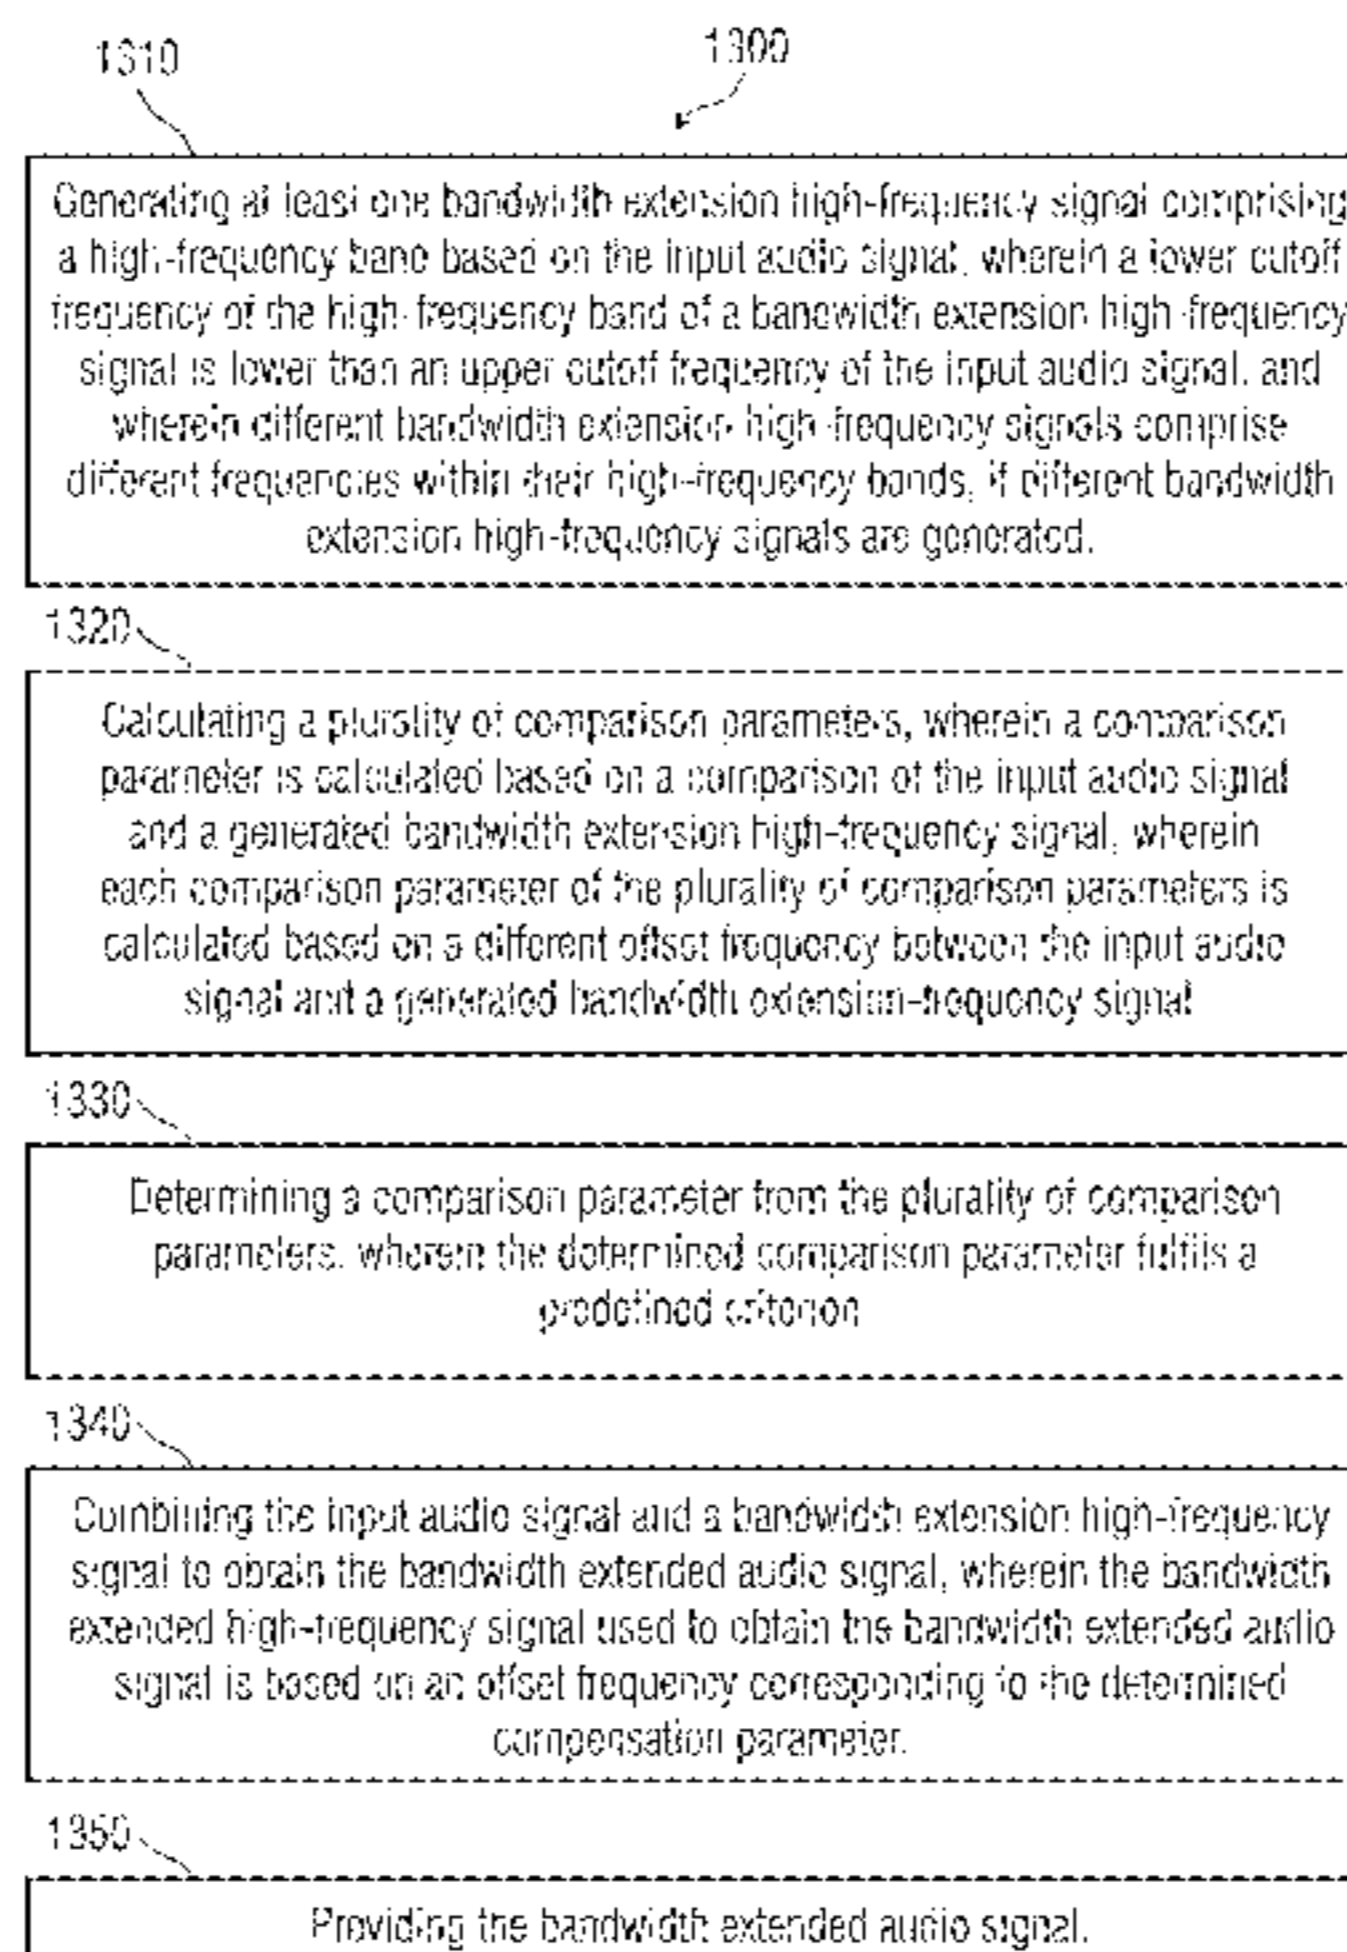 1310
1300
Generating at least one bandwidth extension high-frequency signal comprising
a high-frequency band based on the input audio signal, wherein a lower cutoff
frequency of the high-frequency band of a bandwidth extension high-frequency
signal is lower than an upper cutoff frequency of the input audio signal, and
wherein different bandwidth extension high-frequency signals comprise
different frequencies within their high-frequency bands, if different bandwidth
extension high-frequency signals are generated.
1320
Calculating a plurality of comparison parameters, wherein a comparison
parameter is calculated based on a comparison of the input audio signal
and a generated bandwidth extension high-frequency signal, wherein
each comparison parameter of the plurality of comparison parameters is
calculated based on a different offset frequency between the input audio
signal and a generated bandwidth extension-frequency signal
1330
Determining a comparison parameter from the plurality of comparison
parameters, wherein the determined comparison parameter fulfils a
predefined criterion
1340
Combining the input audio signal and a bandwidth extension high-frequency
signal to obtain the bandwidth extended audio signal, wherein the bandwidth
extended high-frequency signal used to obtain the bandwidth extended audio
signal is based on an offset frequency corresponding to the determined
compensation parameter.
1350
Providing the bandwidth extended audio signal.